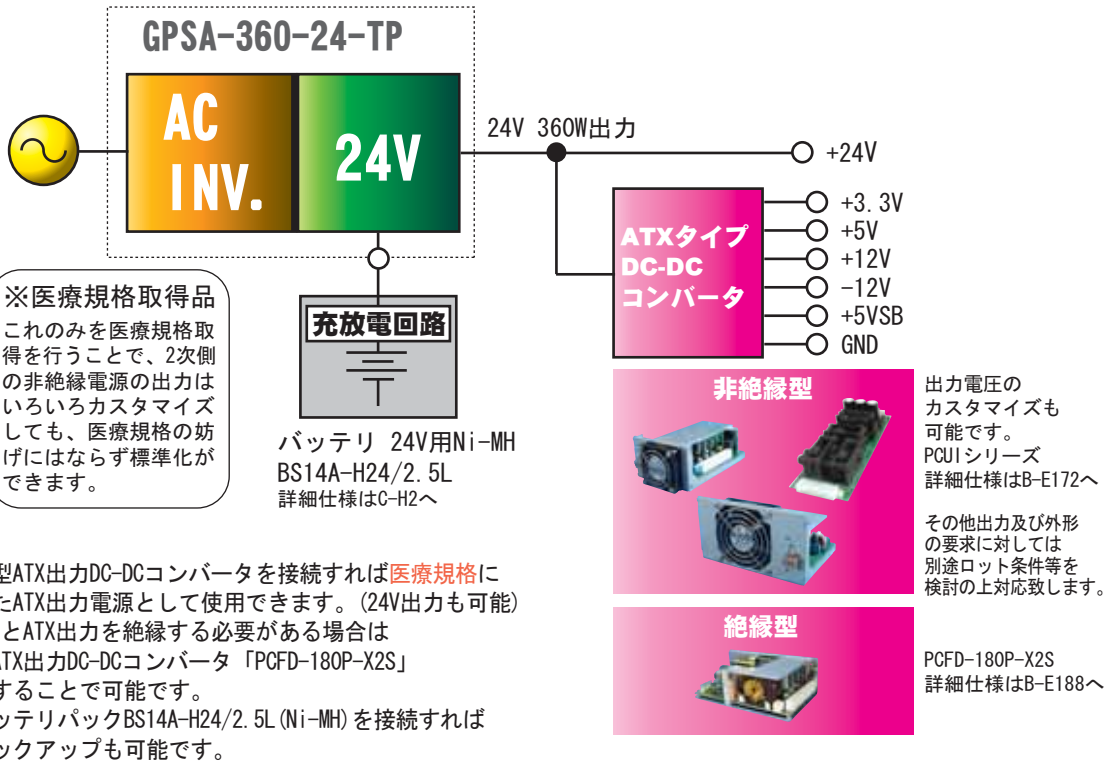 GPSA-360-24-TP
AC
INV.
24V
24V 360W出力
+24V
ATXタイプ
DC-DC
コンバータ
+3.3V
+5V
+12V
-12V
+5VSB
GND
※医療規格取得品
これのみを医療規格取
得を行うことで、2次側
の非絶縁電源の出力は
いろいろカスタマイズ
しても、医療規格の妨
げにはならず標準化が
できます。
充放電回路
バッテリ 24V用Ni-MH
BS14A-H24/2.5L
詳細仕様はC-H2へ
非絶縁型
出力電圧の
カスタマイズも
可能です。
PCUIシリーズ
詳細仕様はB-E172へ
その他出力及び外形
の要求に対しては
別途ロット条件等を
検討の上対応致します。
絶縁型
PCFD-180P-X2S
詳細仕様はB-E188へ
型ATX出力DC-DCコンバータを接続すれば医療規格に
たATX出力電源として使用できます。(24V出力も可能)
とATX出力を絶縁する必要がある場合は
ATX出力DC-DCコンバータ「PCFD-180P-X2S」
することで可能です。
ッテリパックBS14A-H24/2.5L(Ni-MH)を接続すれば
ックアップも可能です。